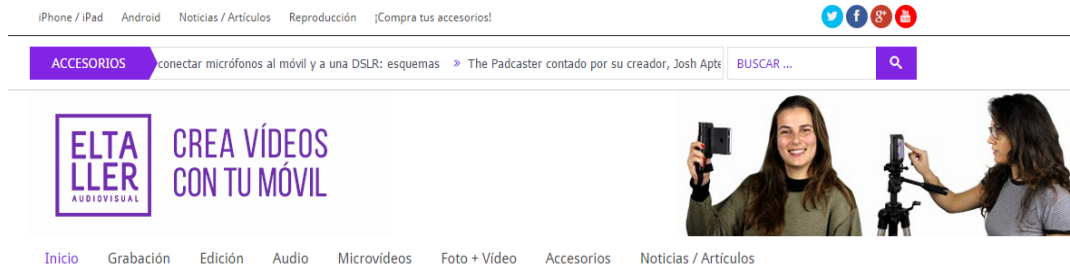 iPhone / iPad Android Noticias / Artículos Reproducción ¡Compra tus accesorios!
ACCESORIOS conectar micrófonos al móvil y a una DSLR: esquemas » The Padcaster contado por su creador, Josh Apte BUSCAR ...
ELTA
LLER
AUDIOVISUAL
CREA VÍDEOS
CON TU MÓVIL
Inicio Grabación Edición Audio Microvídeos Foto + Vídeo Accesorios Noticias / Artículos